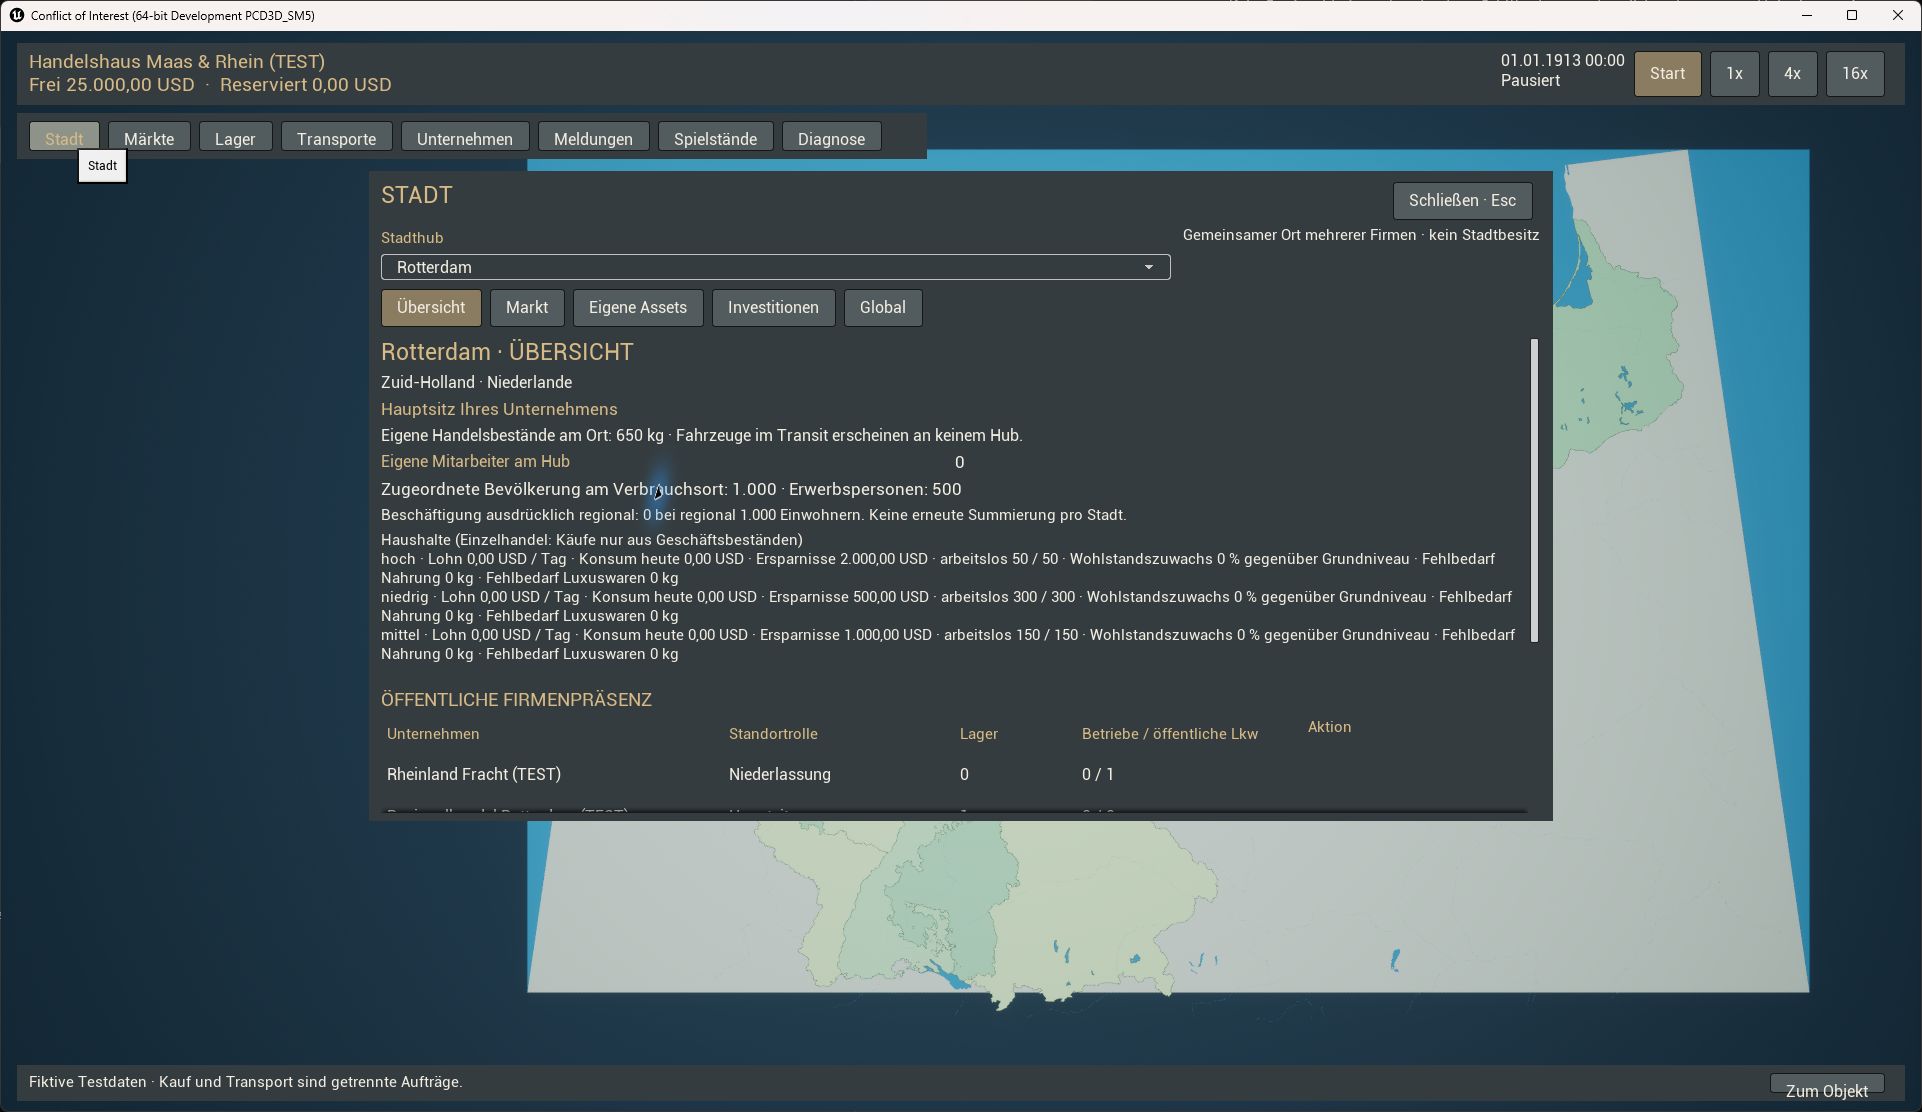 Conflict of Interest (64-bit Development PCD3D_SM5)
Handelshaus Maas & Rhein (TEST)
Frei 25.000,00 USD · Reserviert 0,00 USD
01.01.1913 00:00
Pausiert
Start
1x
4x
16x
Stadt
Märkte
Lager
Transporte
Unternehmen
Meldungen
Spielstände
Diagnose
Stadt
STADT
Schließen · Esc
Stadthub
Gemeinsamer Ort mehrerer Firmen · kein Stadtbesitz
Rotterdam
Übersicht
Markt
Eigene Assets
Investitionen
Global
Rotterdam · ÜBERSICHT
Zuid-Holland · Niederlande
Hauptsitz Ihres Unternehmens
Eigene Handelsbestände am Ort: 650 kg · Fahrzeuge im Transit erscheinen an keinem Hub.
Eigene Mitarbeiter am Hub 0
Zugeordnete Bevölkerung am Verbrauchsort: 1.000 · Erwerbspersonen: 500
Beschäftigung ausdrücklich regional: 0 bei regional 1.000 Einwohnern. Keine erneute Summierung pro Stadt.
Haushalte (Einzelhandel: Käufe nur aus Geschäftsbeständen)
hoch · Lohn 0,00 USD / Tag · Konsum heute 0,00 USD · Ersparnisse 2.000,00 USD · arbeitslos 50 / 50 · Wohlstandszuwachs 0 % gegenüber Grundniveau · Fehlbedarf
Nahrung 0 kg · Fehlbedarf Luxuswaren 0 kg
niedrig · Lohn 0,00 USD / Tag · Konsum heute 0,00 USD · Ersparnisse 500,00 USD · arbeitslos 300 / 300 · Wohlstandszuwachs 0 % gegenüber Grundniveau · Fehlbedarf
Nahrung 0 kg · Fehlbedarf Luxuswaren 0 kg
mittel · Lohn 0,00 USD / Tag · Konsum heute 0,00 USD · Ersparnisse 1.000,00 USD · arbeitslos 150 / 150 · Wohlstandszuwachs 0 % gegenüber Grundniveau · Fehlbedarf
Nahrung 0 kg · Fehlbedarf Luxuswaren 0 kg
ÖFFENTLICHE FIRMENPRÄSENZ
Unternehmen Standortrolle Lager Betriebe / öffentliche Lkw Aktion
Rheinland Fracht (TEST) Niederlassung 0 0 / 1
Fiktive Testdaten · Kauf und Transport sind getrennte Aufträge.
Zum Objekt